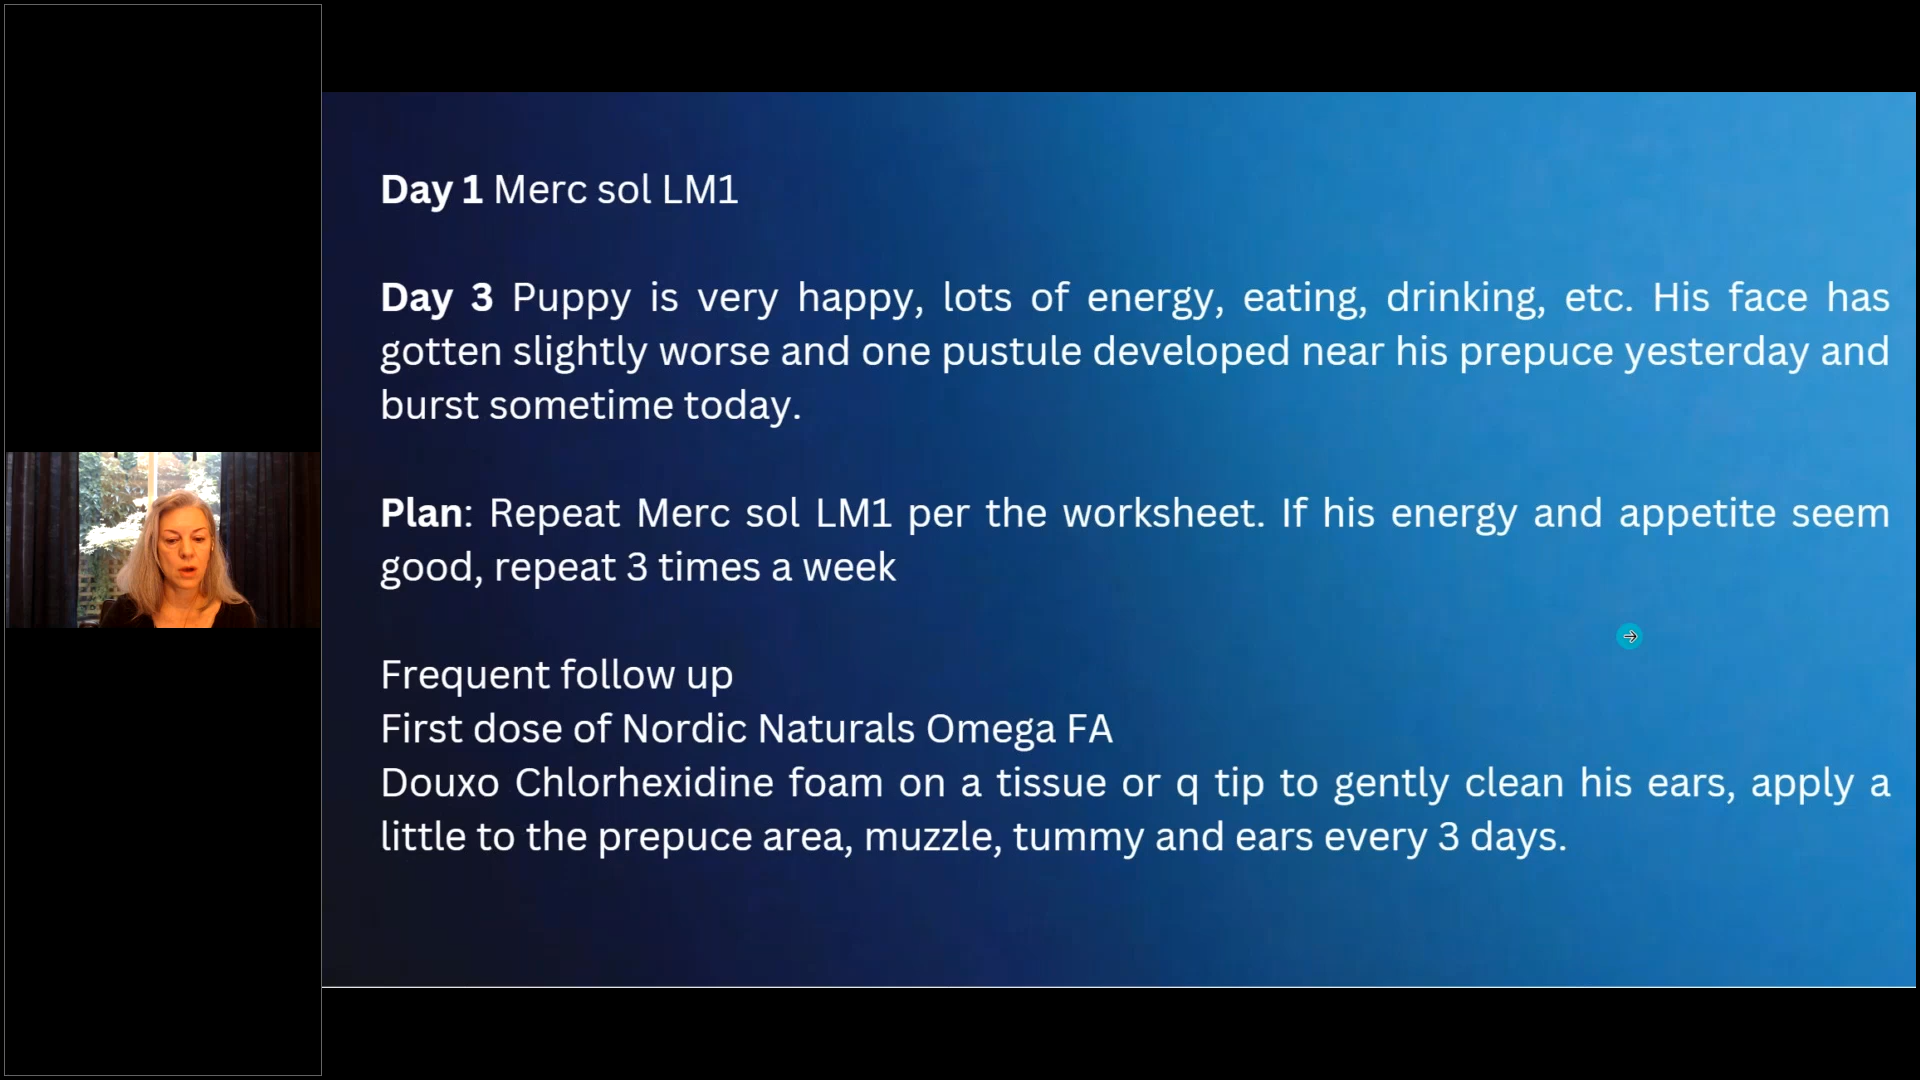 Day 1 Merc sol LM1
Day 3 Puppy is very happy, lots of energy, eating, drinking, etc. His face has
gotten slightly worse and one pustule developed near his prepuce yesterday and
burst sometime today.
Plan: Repeat Merc sol LM1 per the worksheet. If his energy and appetite seem
good, repeat 3 times a week
Frequent follow up
First dose of Nordic Naturals Omega FA
Douxo Chlorhexidine foam on a tissue or q tip to gently clean his ears, apply a
little to the prepuce area, muzzle, tummy and ears every 3 days.